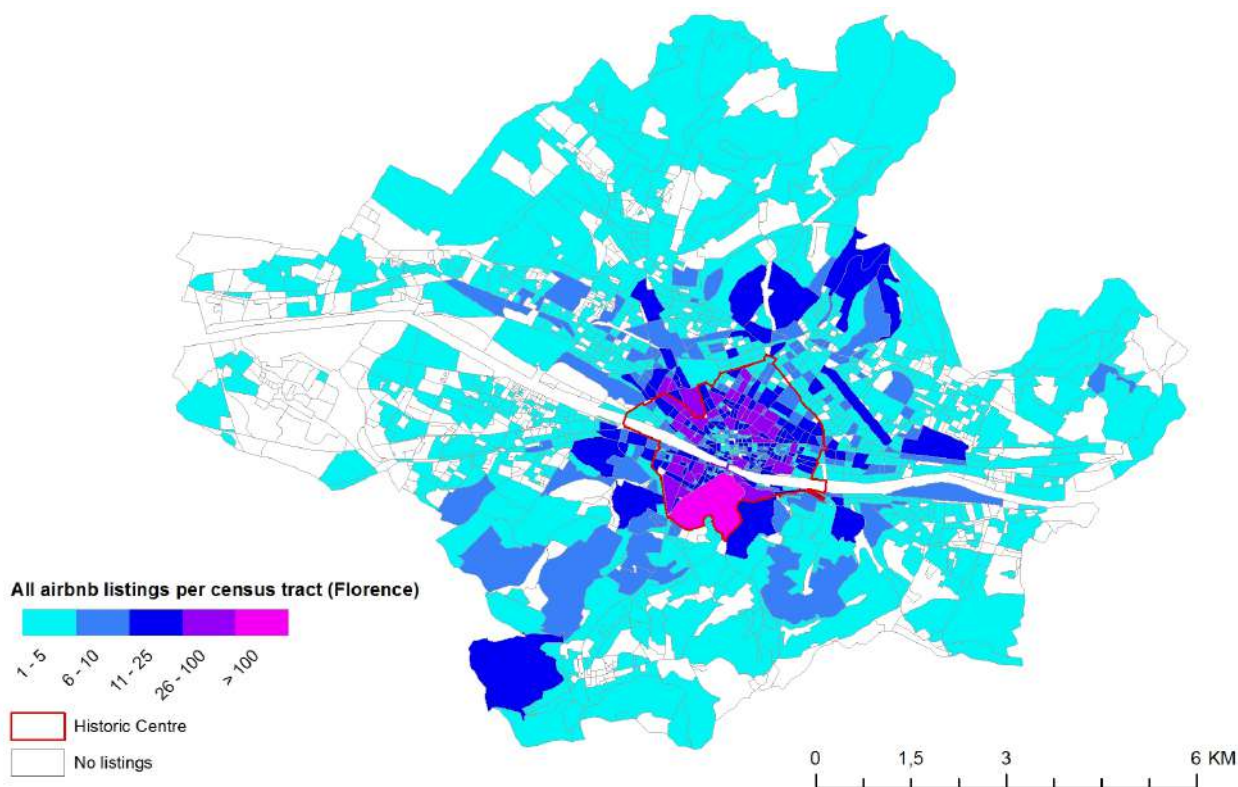 All airbnb listings per census tract (Florence)
1 - 5
6 - 10
11 - 25
26 - 100
> 100
Historic Centre
No listings
0 1,5 3 6 KM